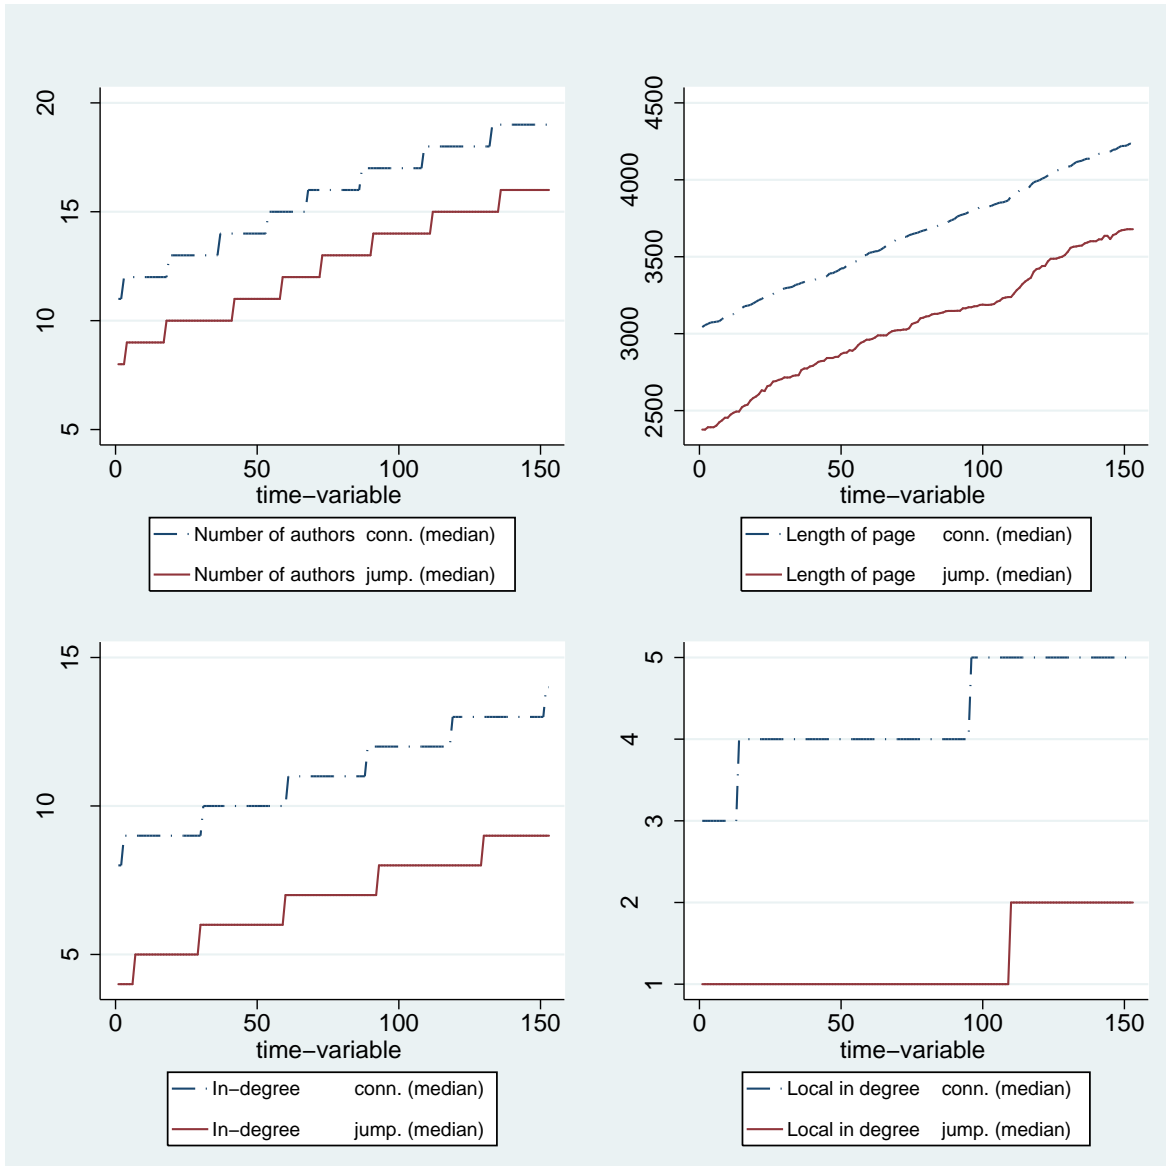 20
15
10
5
0 50 100 150
time−variable
Number of authors conn. (median)
Number of authors jump. (median)
4500
4000
3500
3000
2500
0 50 100 150
time−variable
Length of page conn. (median)
Length of page jump. (median)
15
10
5
0 50 100 150
time−variable
In−degree conn. (median)
In−degree jump. (median)
5
4
3
2
1
0 50 100 150
time−variable
Local in degree conn. (median)
Local in degree jump. (median)